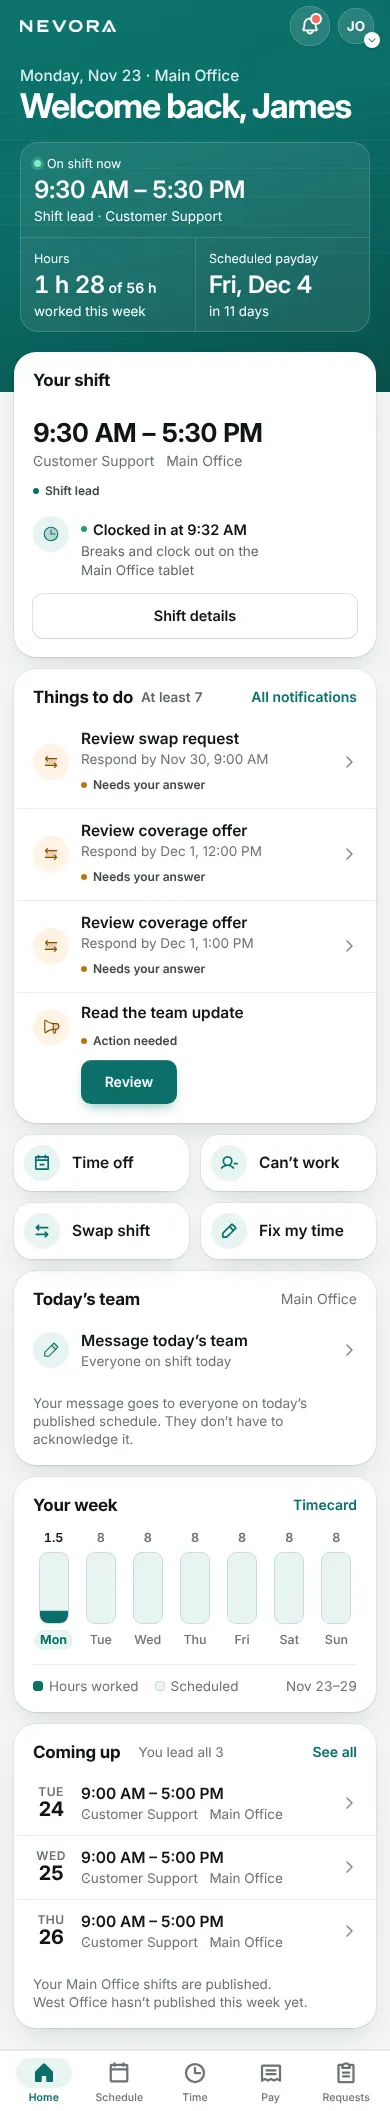 NEVORA
JO
Monday, Nov 23 · Main Office
Welcome back, James
On shift now
9:30 AM – 5:30 PM
Shift lead · Customer Support
Hours
1 h 28 of 56 h
worked this week
Scheduled payday
Fri, Dec 4
in 11 days
Your shift
9:30 AM – 5:30 PM
Customer Support Main Office
Shift lead
Clocked in at 9:32 AM
Breaks and clock out on the
Main Office tablet
Shift details
Things to do At least 7 All notifications
Review swap request
Respond by Nov 30, 9:00 AM
Needs your answer
Review coverage offer
Respond by Dec 1, 12:00 PM
Needs your answer
Review coverage offer
Respond by Dec 1, 1:00 PM
Needs your answer
Read the team update
Action needed
Review
Time off Can’t work
Swap shift Fix my time
Today’s team Main Office
Message today’s team
Everyone on shift today
Your message goes to everyone on today’s
published schedule. They don’t have to
acknowledge it.
Your week Timecard
1.5 8 8 8 8 8 8
Mon Tue Wed Thu Fri Sat Sun
Hours worked Scheduled Nov 23–29
Coming up You lead all 3 See all
TUE
24
9:00 AM – 5:00 PM
Customer Support Main Office
WED
25
9:00 AM – 5:00 PM
Customer Support Main Office
THU
26
9:00 AM – 5:00 PM
Customer Support Main Office
Your Main Office shifts are published.
West Office hasn’t published this week yet.
Home Schedule Time Pay Requests